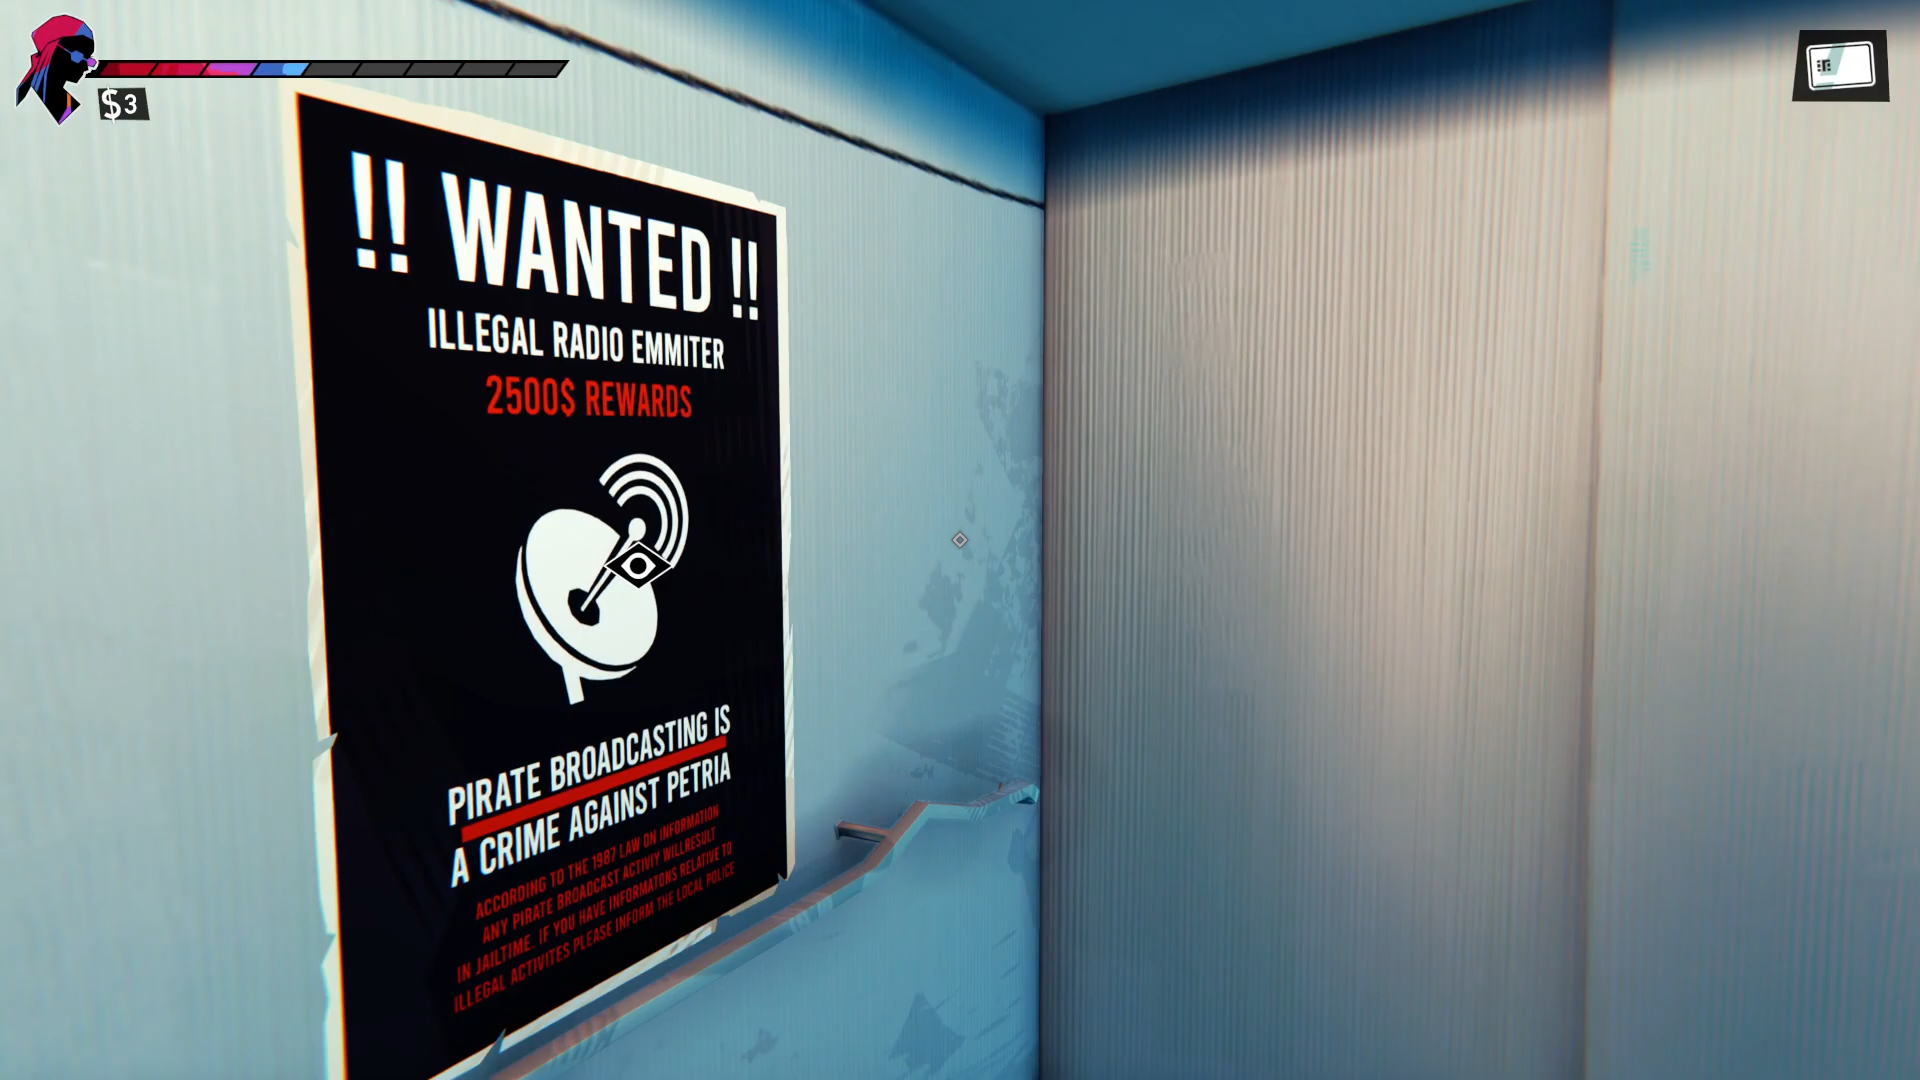 $3
!! WANTED !!
ILLEGAL RADIO EMMITER
2500$ REWARDS
PIRATE BROADCASTING IS
A CRIME AGAINST PETRIA
ACCORDING TO THE 1987 LAW ON INFORMATION
ANY PIRATE BROADCAST ACTIVIY WILLRESULT
IN JAILTIME. IF YOU HAVE INFORMATONS RELATIVE TO
ILLEGAL ACTIVITES PLEASE INFORM THE LOCAL POLICE